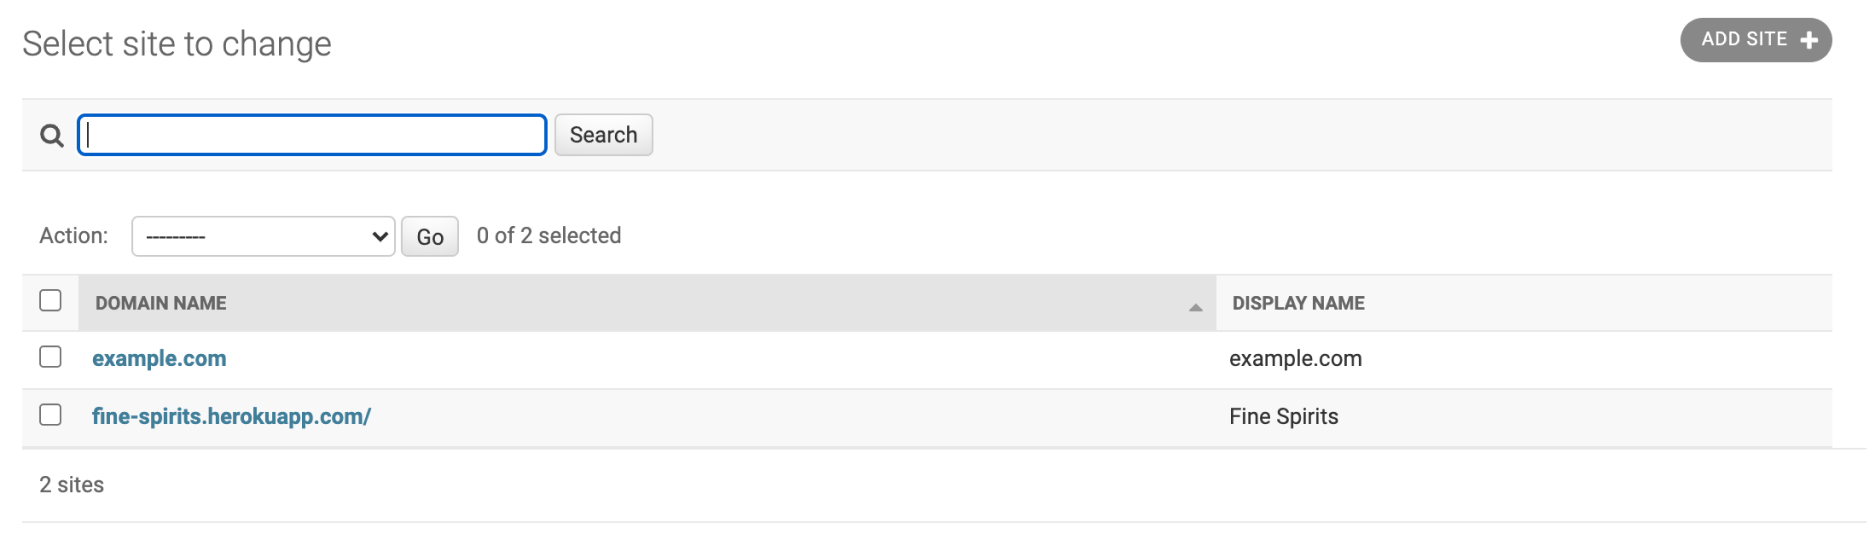 Select site to change
ADD SITE
Search
Action: --------- Go 0 of 2 selected
DOMAIN NAME DISPLAY NAME
example.com example.com
fine-spirits.herokuapp.com/ Fine Spirits
2 sites